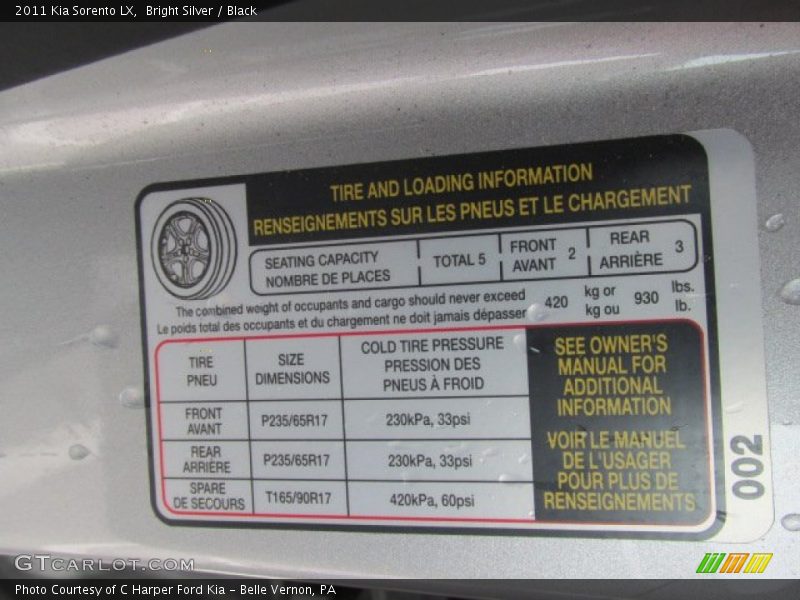 2011 Kia Sorento LX, Bright Silver / Black
TIRE AND LOADING INFORMATION
RENSEIGNEMENTS SUR LES PNEUS ET LE CHARGEMENT
SEATING CAPACITY
NOMBRE DE PLACES
TOTAL 5
FRONT
AVANT
2
REAR
ARRIÈRE
3
The combined weight of occupants and cargo should never exceed
Le poids total des occupants et du chargement ne doit jamais dépasser
420
kg or
kg ou
930
lbs.
lb.
TIRE
PNEU
SIZE
DIMENSIONS
COLD TIRE PRESSURE
PRESSION DES
PNEUS À FROID
FRONT
AVANT
P235/65R17
230kPa, 33psi
REAR
ARRIÈRE
P235/65R17
230kPa, 33psi
SPARE
DE SECOURS
T165/90R17
420kPa, 60psi
SEE OWNER'S
MANUAL FOR
ADDITIONAL
INFORMATION
VOIR LE MANUEL
DE L'USAGER
POUR PLUS DE
RENSEIGNEMENTS
002
GTCARLOT.COM
Photo Courtesy of C Harper Ford Kia – Belle Vernon, PA